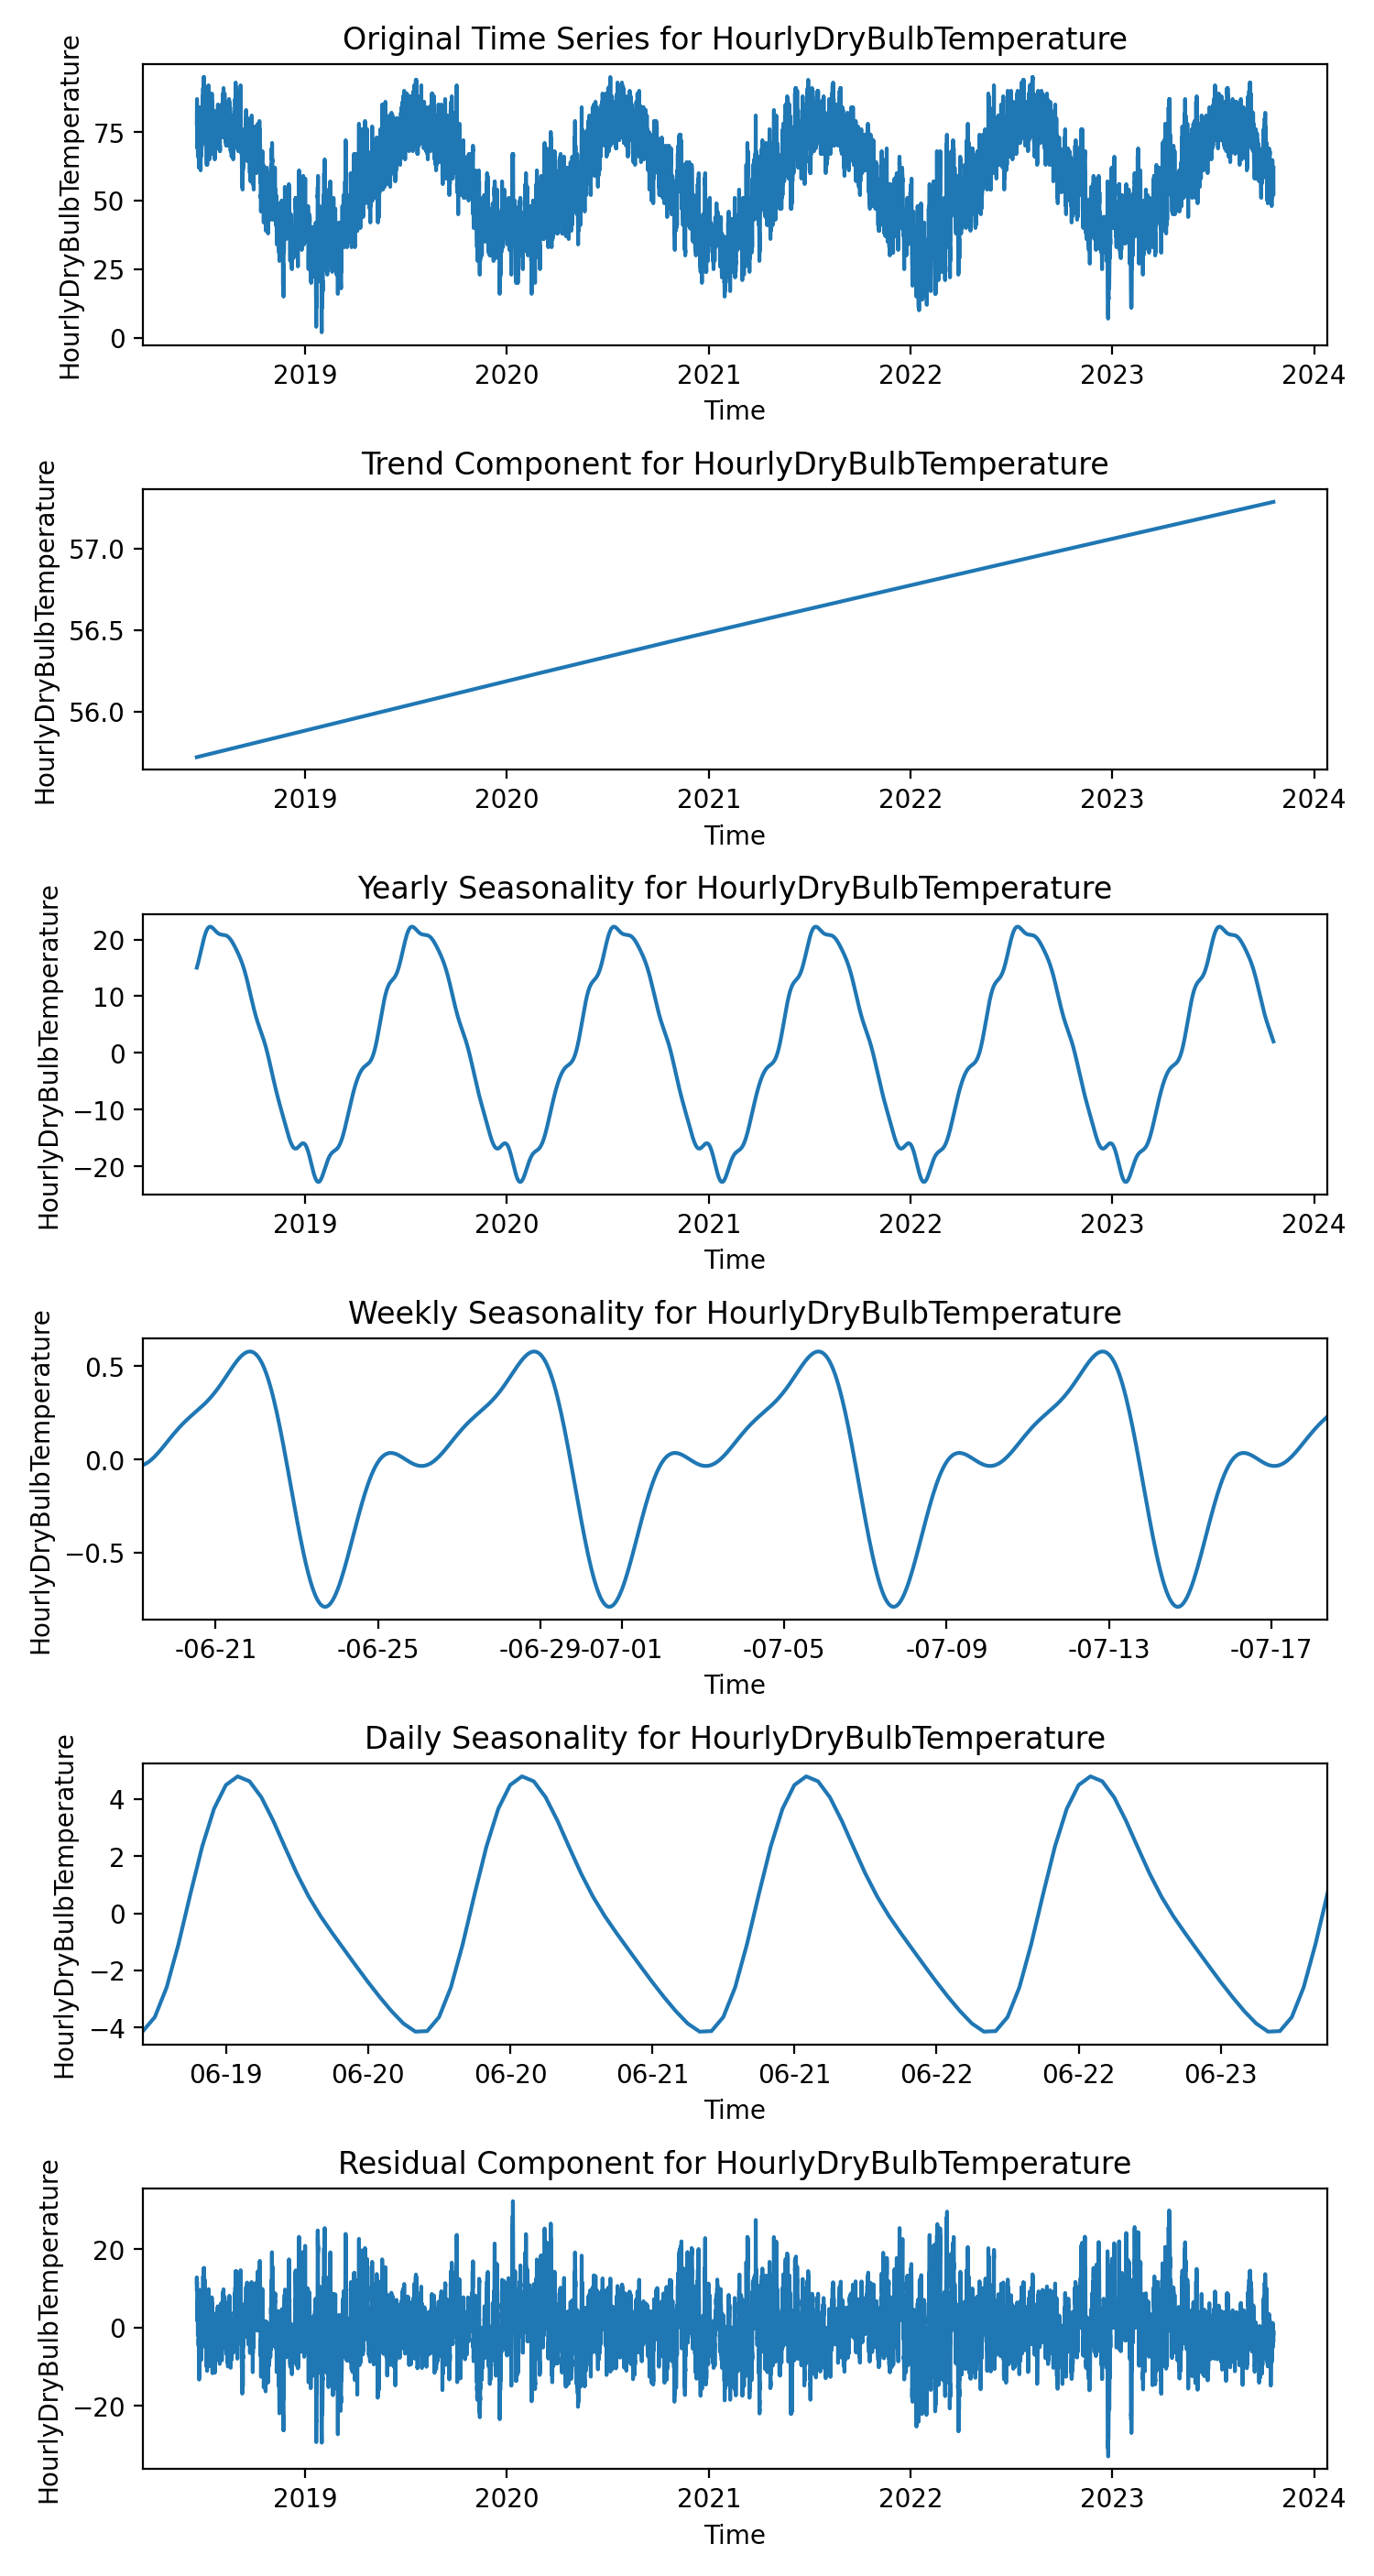 Original Time Series for HourlyDryBulbTemperature
HourlyDryBulbTemperature
75
50
25
0
2019 2020 2021 2022 2023 2024
Time
Trend Component for HourlyDryBulbTemperature
HourlyDryBulbTemperature
57.0
56.5
56.0
2019 2020 2021 2022 2023 2024
Time
Yearly Seasonality for HourlyDryBulbTemperature
HourlyDryBulbTemperature
20
10
0
−10
−20
2019 2020 2021 2022 2023 2024
Time
Weekly Seasonality for HourlyDryBulbTemperature
HourlyDryBulbTemperature
0.5
0.0
−0.5
-06-21 -06-25 -06-29 -07-01 -07-05 -07-09 -07-13 -07-17
Time
Daily Seasonality for HourlyDryBulbTemperature
HourlyDryBulbTemperature
4
2
0
−2
−4
06-19 06-20 06-20 06-21 06-21 06-22 06-22 06-23
Time
Residual Component for HourlyDryBulbTemperature
HourlyDryBulbTemperature
20
0
−20
2019 2020 2021 2022 2023 2024
Time